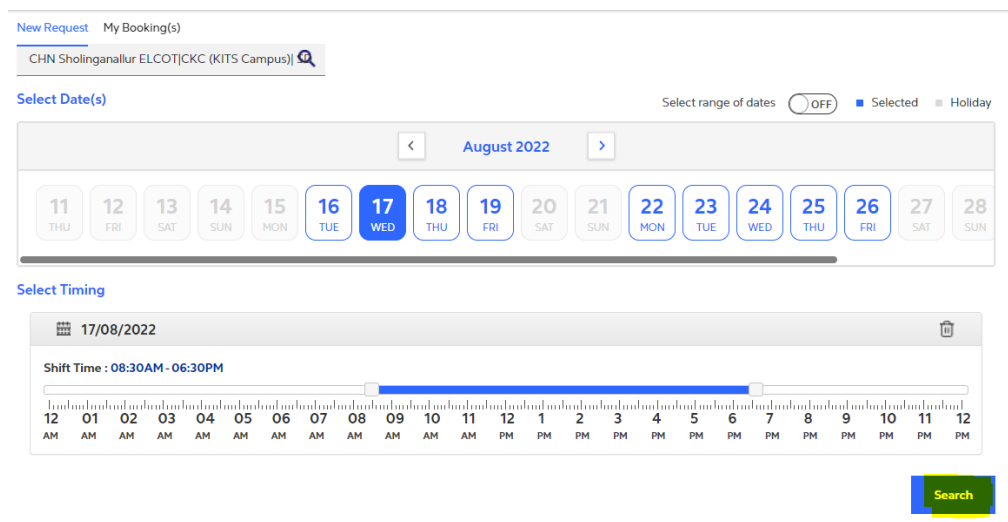 New Request My Booking(s)
CHN Sholinganallur ELCOT|CKC (KITS Campus)|
Select Date(s) Select range of dates OFF Selected Holiday
August 2022
11 12 13 14 15 16 17 18 19 20 21 22 23 24 25 26 27 28
THU FRI SAT SUN MON TUE WED THU FRI SAT SUN MON TUE WED THU FRI SAT SUN
Select Timing
17/08/2022
Shift Time : 08:30AM - 06:30PM
12 01 02 03 04 05 06 07 08 09 10 11 12 1 2 3 4 5 6 7 8 9 10 11 12
AM AM AM AM AM AM AM AM AM AM AM AM PM PM PM PM PM PM PM PM PM PM PM PM PM
Search